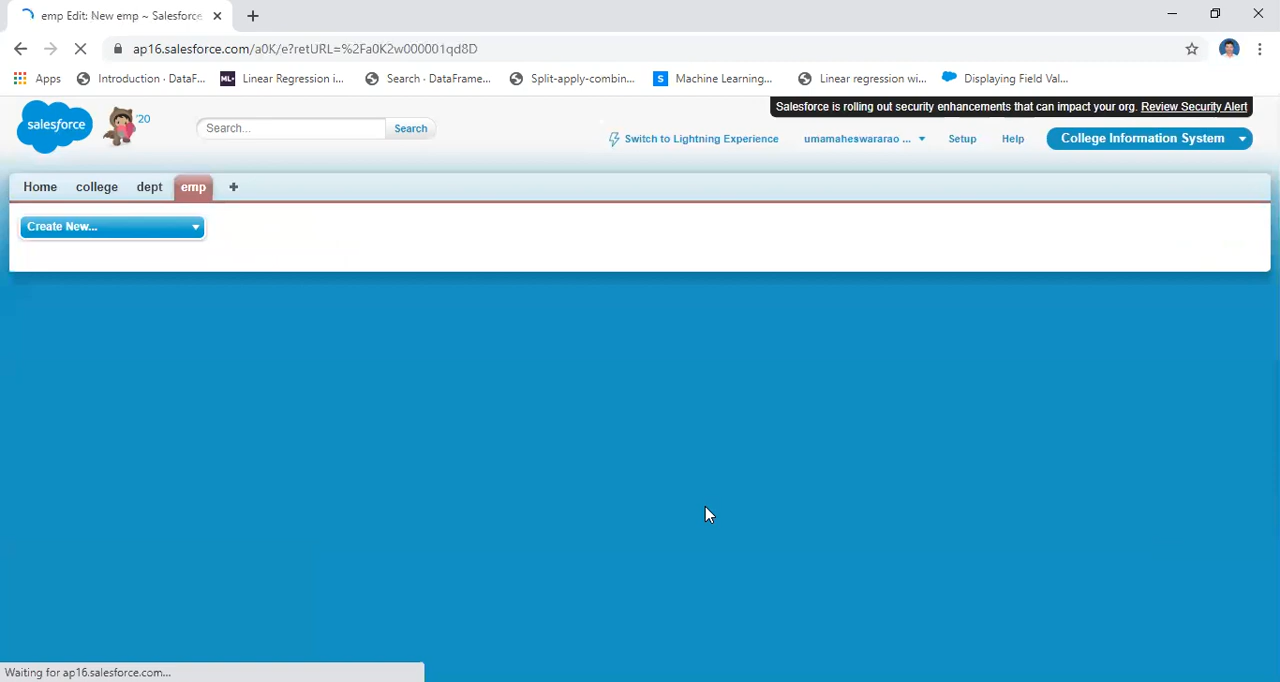 emp Edit: New emp ~ Salesforce
ap16.salesforce.com/a0K/e?retURL=%2Fa0K2w000001qd8D
Apps Introduction · DataF... ML+ Linear Regression i... Search · DataFrame... Split-apply-combin... S Machine Learning,... Linear regression wi... Displaying Field Val...
Salesforce is rolling out security enhancements that can impact your org. Review Security Alert
salesforce '20 Search... Search Switch to Lightning Experience umamaheswararao ... Setup Help College Information System
Home college dept emp +
Create New...
Waiting for ap16.salesforce.com...